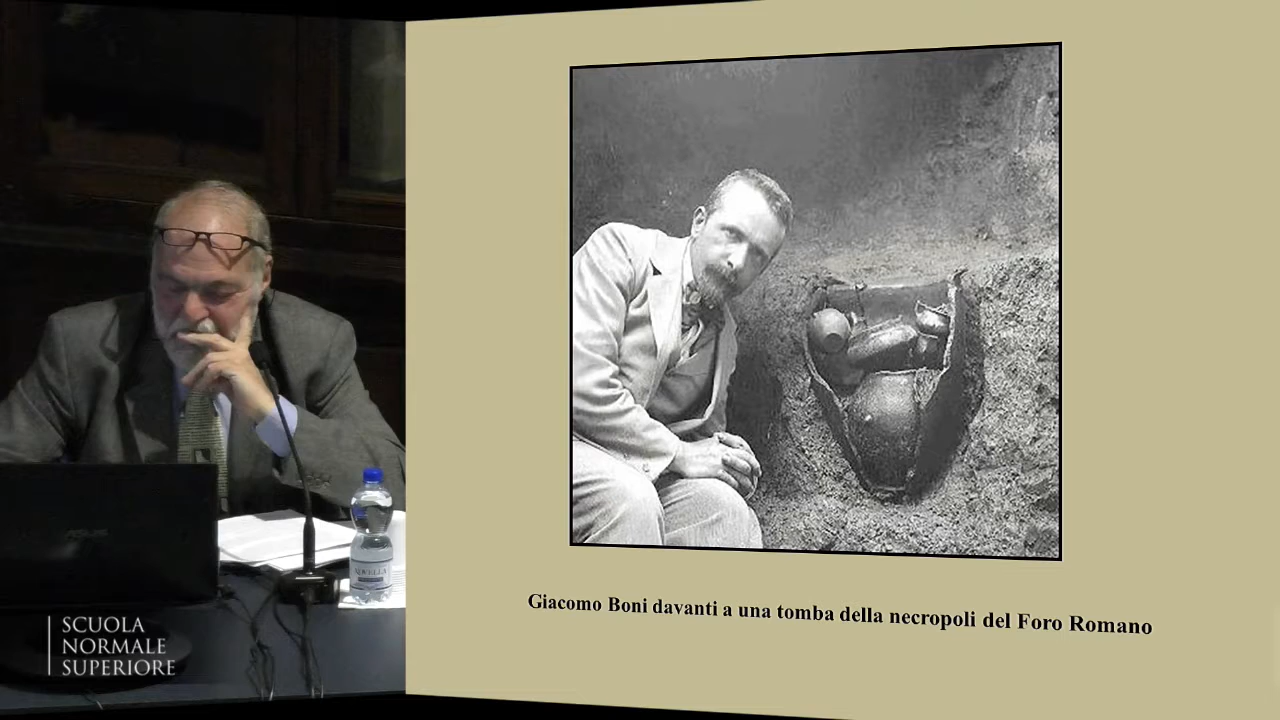 Giacomo Boni davanti a una tomba della necropoli del Foro Romano
SCUOLA
NORMALE
SUPERIORE